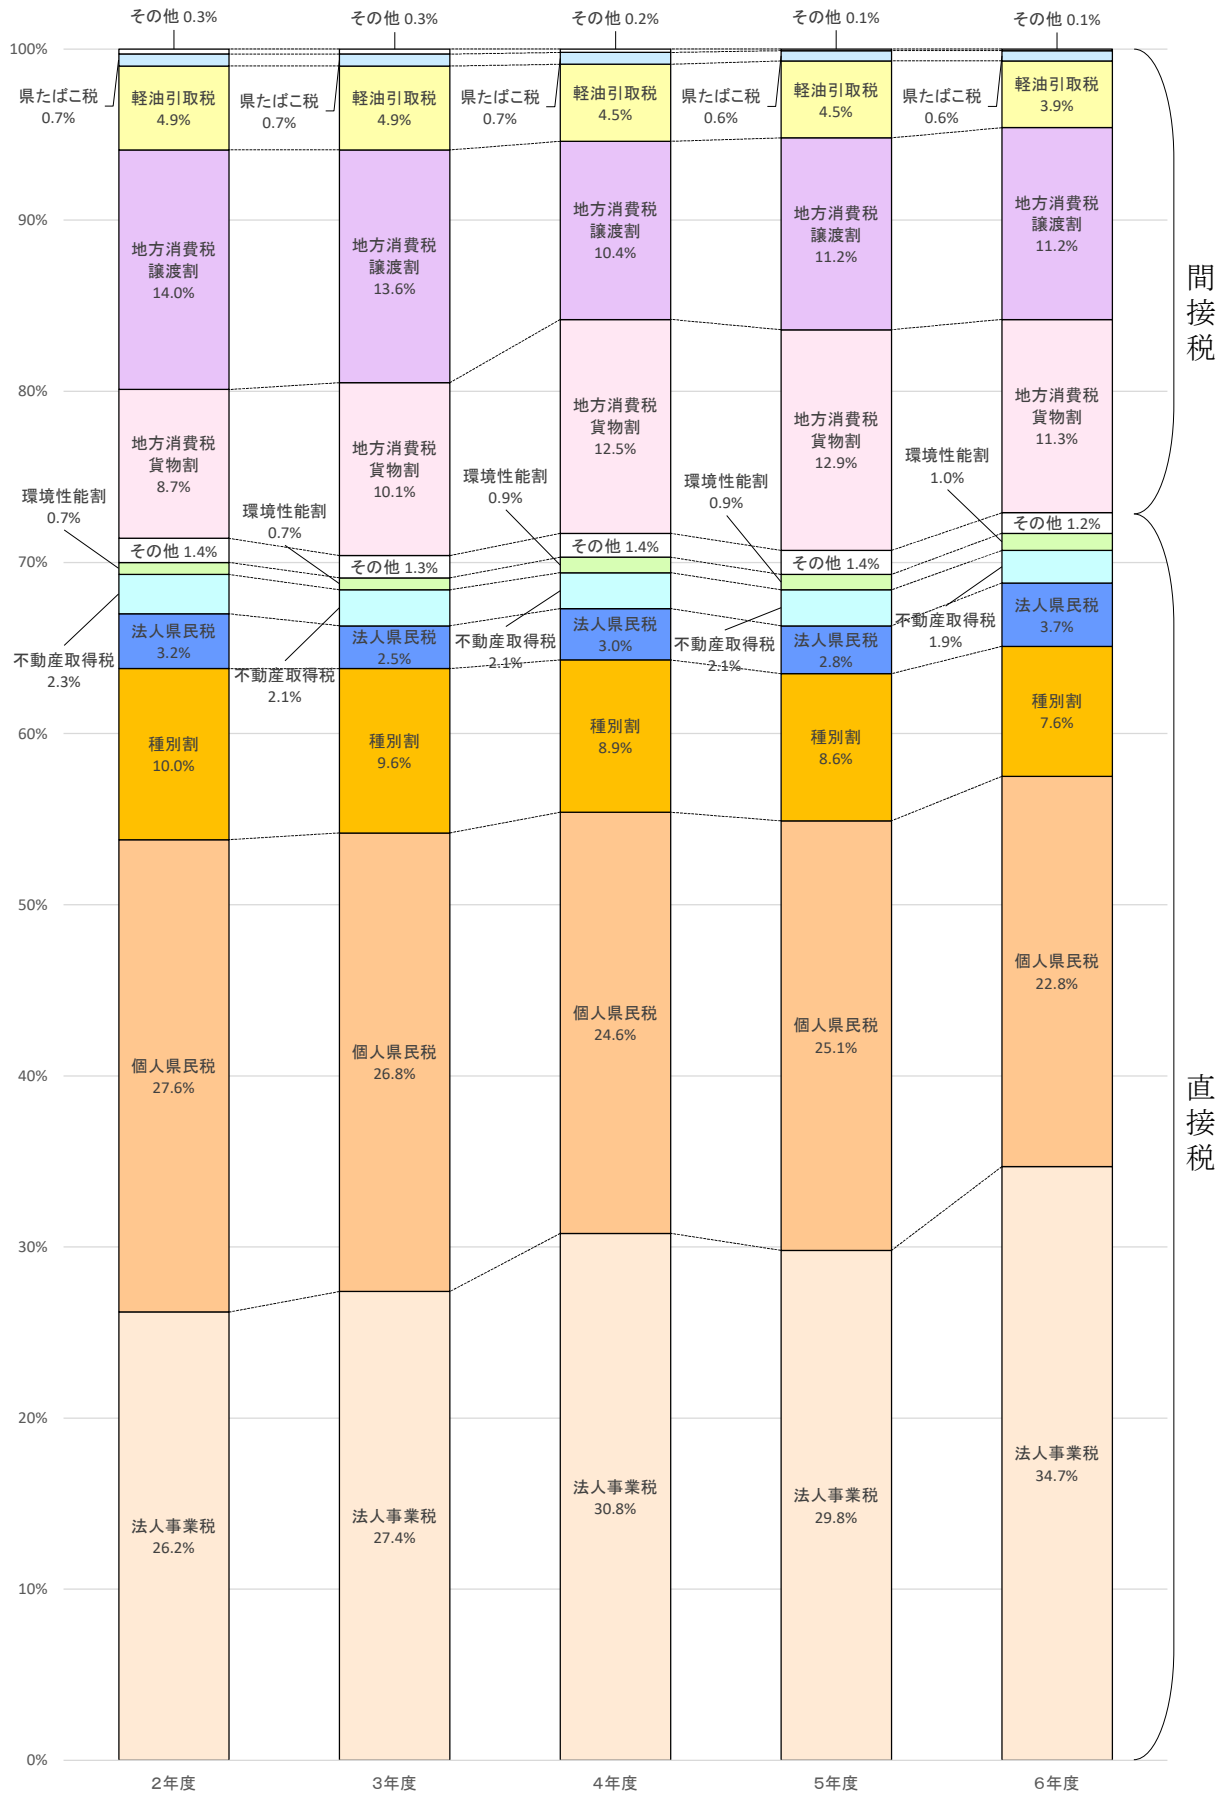 その他 0.3%
その他 0.3%
その他 0.2%
その他 0.1%
その他 0.1%
100%
90%
80%
70%
60%
50%
40%
30%
20%
10%
0%
県たばこ税
0.7%
軽油引取税
4.9%
地方消費税
譲渡割
14.0%
地方消費税
貨物割
8.7%
環境性能割
0.7%
その他 1.4%
不動産取得税
2.3%
法人県民税
3.2%
種別割
10.0%
個人県民税
27.6%
法人事業税
26.2%
2年度
県たばこ税
0.7%
軽油引取税
4.9%
地方消費税
譲渡割
13.6%
地方消費税
貨物割
10.1%
環境性能割
0.7%
その他 1.3%
不動産取得税
2.1%
法人県民税
2.5%
種別割
9.6%
個人県民税
26.8%
法人事業税
27.4%
3年度
県たばこ税
0.7%
軽油引取税
4.5%
地方消費税
譲渡割
10.4%
地方消費税
貨物割
12.5%
環境性能割
0.9%
その他 1.4%
不動産取得税
2.1%
法人県民税
3.0%
種別割
8.9%
個人県民税
24.6%
法人事業税
30.8%
4年度
県たばこ税
0.6%
軽油引取税
4.5%
地方消費税
譲渡割
11.2%
地方消費税
貨物割
12.9%
環境性能割
0.9%
その他 1.4%
不動産取得税
2.1%
法人県民税
2.8%
種別割
8.6%
個人県民税
25.1%
法人事業税
29.8%
5年度
県たばこ税
0.6%
軽油引取税
3.9%
地方消費税
譲渡割
11.2%
地方消費税
貨物割
11.3%
環境性能割
1.0%
その他 1.2%
不動産取得税
1.9%
法人県民税
3.7%
種別割
7.6%
個人県民税
22.8%
法人事業税
34.7%
6年度
間接税
直接税